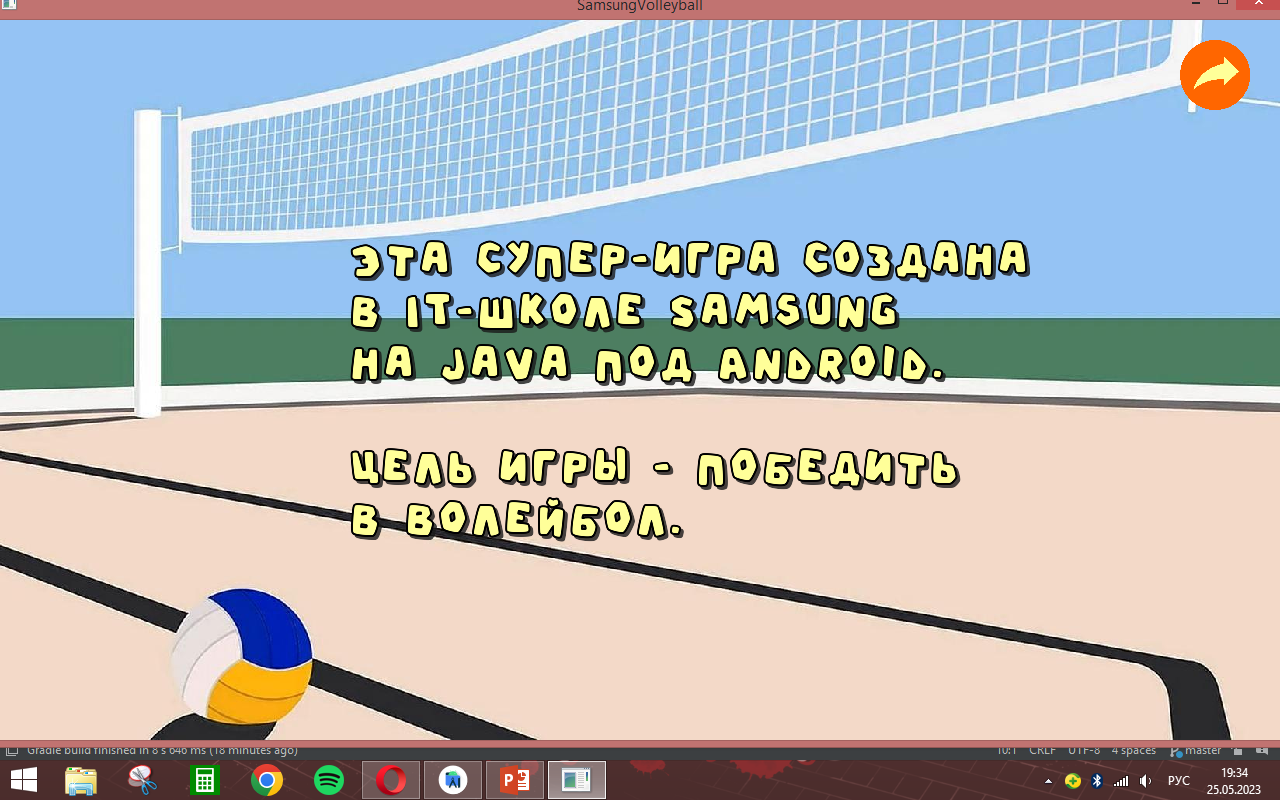 SamsungVolleyball
ЭТА СУПЕР-ИГРА СОЗДАНА
В IT-ШКОЛЕ SAMSUNG
НА JAVA ПОД ANDROID.
ЦЕЛЬ ИГРЫ - ПОБЕДИТЬ
В ВОЛЕЙБОЛ.
Gradle build finished in 8 s 646 ms (18 minutes ago) 10:1 CRLF UTF-8 4 spaces master
РУС
19:34
25.05.2023